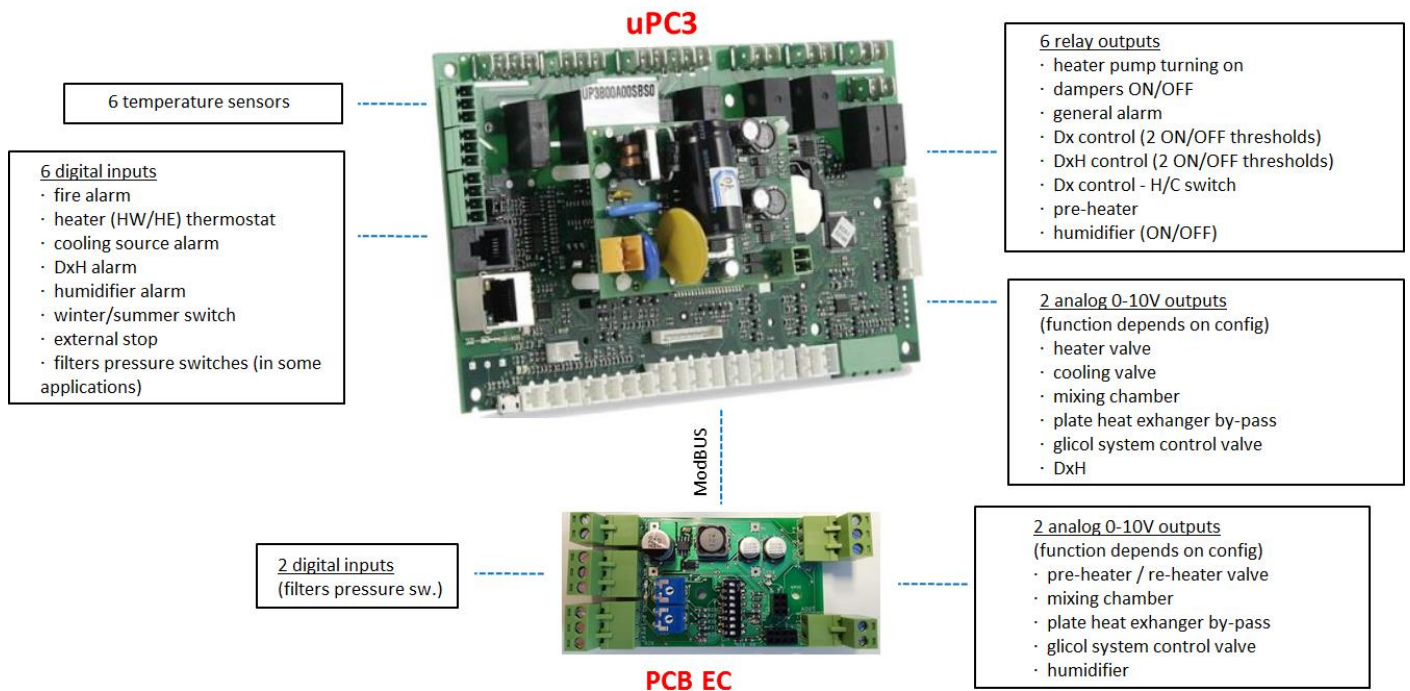 uPC3
6 temperature sensors
6 digital inputs
· fire alarm
· heater (HW/HE) thermostat
· cooling source alarm
· DxH alarm
· humidifier alarm
· winter/summer switch
· external stop
· filters pressure switches (in some
applications)
UP3B00A00SBS0
6 relay outputs
· heater pump turning on
· dampers ON/OFF
· general alarm
· Dx control (2 ON/OFF thresholds)
· DxH control (2 ON/OFF thresholds)
· Dx control - H/C switch
· pre-heater
· humidifier (ON/OFF)
2 analog 0-10V outputs
(function depends on config)
· heater valve
· cooling valve
· mixing chamber
· plate heat exhanger by-pass
· glicol system control valve
· DxH
ModBUS
2 digital inputs
(filters pressure sw.)
2 analog 0-10V outputs
(function depends on config)
· pre-heater / re-heater valve
· mixing chamber
· plate heat exhanger by-pass
· glicol system control valve
· humidifier
PCB EC